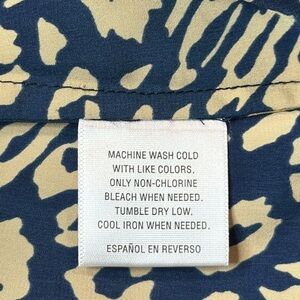 MACHINE WASH COLD
WITH LIKE COLORS.
ONLY NON-CHLORINE
BLEACH WHEN NEEDED.
TUMBLE DRY LOW.
COOL IRON WHEN NEEDED.
ESPAÑOL EN REVERSO